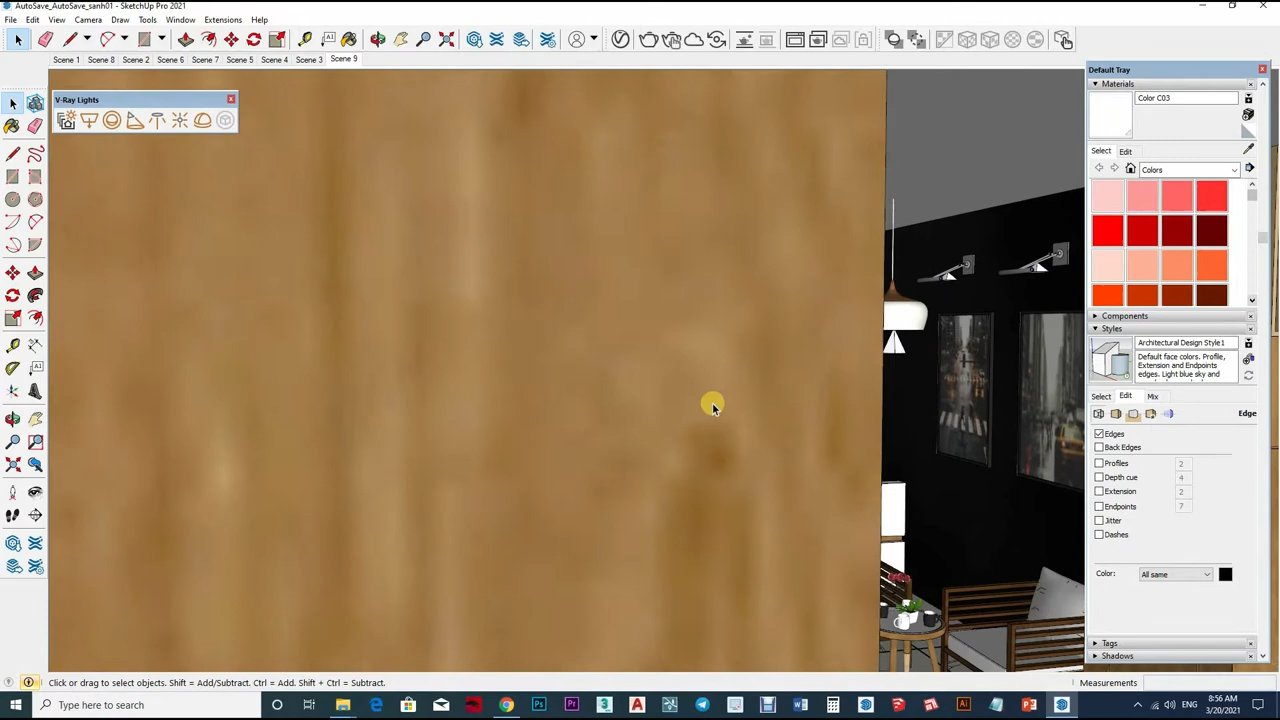 AutoSave_AutoSave_sanh01 - SketchUp Pro 2021
File Edit View Camera Draw Tools Window Extensions Help
Scene 1 Scene 8 Scene 2 Scene 6 Scene 7 Scene 5 Scene 4 Scene 3 Scene 9
Default Tray
Materials
V-Ray Lights
Color C03
Select Edit
Colors
Components
Styles
Architectural Design Style1
Default face colors. Profile,
Extension and Endpoints
edges. Light blue sky and
Select Edit Mix
Edge
Edges
Back Edges
Profiles 2
Depth cue 4
Extension 2
Endpoints 7
Jitter
Dashes
Color: All same
Tags
Shadows
Click or drag to select objects. Shift = Add/Subtract. Ctrl = Add. Shift + Ctrl = Subtract.
Measurements
Type here to search
8:56 AM
3/20/2021